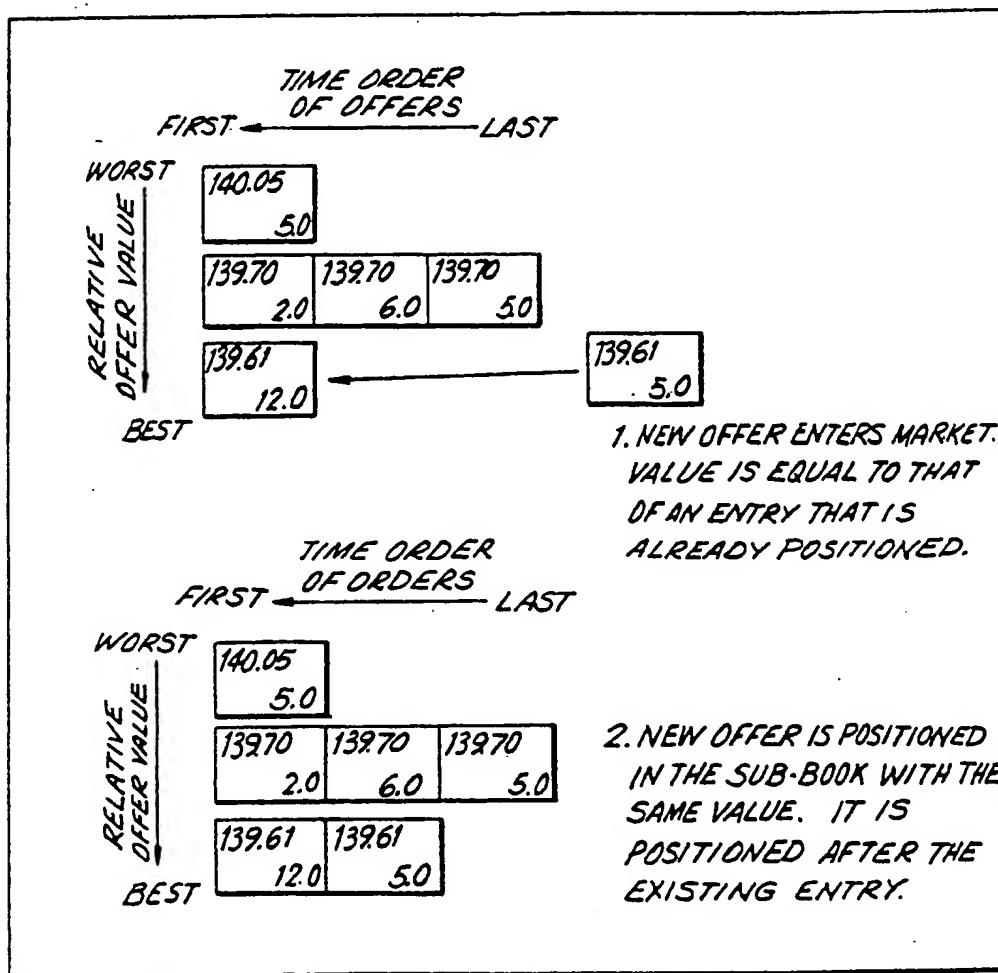 TIME ORDER
OF OFFERS
FIRST LAST
WORST
RELATIVE
OFFER VALUE
BEST
140.05
5.0
139.70 139.70 139.70
2.0 6.0 5.0
139.61 139.61
12.0 5.0
1. NEW OFFER ENTERS MARKET.
VALUE IS EQUAL TO THAT
OF AN ENTRY THAT IS
ALREADY POSITIONED.
TIME ORDER
OF ORDERS
FIRST LAST
WORST
RELATIVE
OFFER VALUE
BEST
140.05
5.0
139.70 139.70 139.70
2.0 6.0 5.0
139.61 139.61
12.0 5.0
2. NEW OFFER IS POSITIONED
IN THE SUB-BOOK WITH THE
SAME VALUE. IT IS
POSITIONED AFTER THE
EXISTING ENTRY.